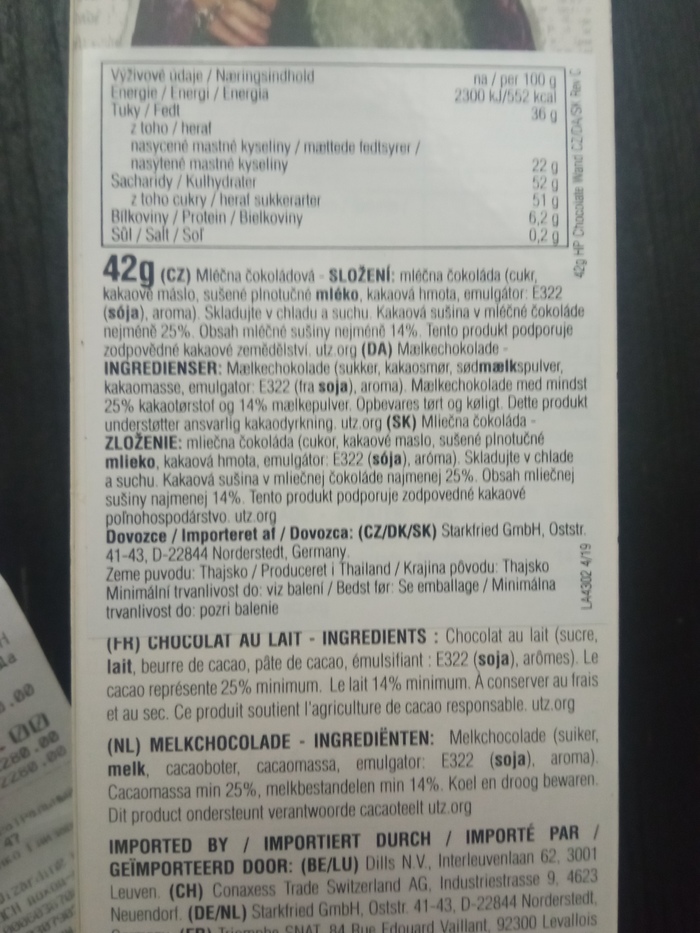 Výživové údaje / Næringsindhold na / per 100 g
Energie / Energi / Energia 2300 kJ/552 kcal
Tuky / Fedt 36 g
z toho / heraf
nasycené mastné kyseliny / mættede fedtsyrer /
nasýtené mastné kyseliny 22 g
Sacharidy / Kulhydrater 52 g
z toho cukry / heraf sukkerarter 51 g
Bílkoviny / Protein / Bielkoviny 6,2 g
Sůl / Salt / Soľ 0,2 g
42g HP Chocolate Wand CZ/DA/SK Rev C
42g (CZ) Mléčna čokoládová - SLOŽENÍ: mléčna čokoláda (cukr,
kakaové máslo, sušené plnotučné mléko, kakaová hmota, emulgátor: E322
(sója), aroma). Skladujte v chladu a suchu. Kakaová sušina v mléčné čokoláde
nejméně 25%. Obsah mléčné sušiny nejméně 14%. Tento produkt podporuje
zodpovědné kakaové zemědělství. utz.org (DA) Mælkechokolade -
INGREDIENSER: Mælkechokolade (sukker, kakaosmør, sødmælkspulver,
kakaomasse, emulgator: E322 (fra soja), aroma). Mælkechokolade med mindst
25% kakaotørstof og 14% mælkepulver. Opbevares tørt og køligt. Dette produkt
understøtter ansvarlig kakaodyrkning. utz.org (SK) Mliečna čokoláda -
ZLOŽENIE: mliečna čokoláda (cukor, kakaové maslo, sušené plnotučné
mlieko, kakaová hmota, emulgátor: E322 (sója), aróma). Skladujte v chlade
a suchu. Kakaová sušina v mliečnej čokoláde najmenej 25%. Obsah mliečnej
sušiny najmenej 14%. Tento produkt podporuje zodpovedné kakaové
poľnohospodárstvo. utz.org
Dovozce / Importeret af / Dovozca: (CZ/DK/SK) Starkfried GmbH, Oststr.
41-43, D-22844 Norderstedt, Germany.
Zeme puvodu: Thajsko / Produceret i Thailand / Krajina pôvodu: Thajsko
Minimální trvanlivost do: viz balení / Bedst før: Se emballage / Minimálna
trvanlivost do: pozri balenie
LA4302 4/19
(FR) CHOCOLAT AU LAIT - INGREDIENTS : Chocolat au lait (sucre,
lait, beurre de cacao, pâte de cacao, émulsifiant : E322 (soja), arômes). Le
cacao représente 25% minimum. Le lait 14% minimum. À conserver au frais
et au sec. Ce produit soutient l'agriculture de cacao responsable. utz.org
(NL) MELKCHOCOLADE - INGREDIËNTEN: Melkchocolade (suiker,
melk, cacaoboter, cacaomassa, emulgator: E322 (soja), aroma).
Cacaomassa min 25%, melkbestandelen min 14%. Koel en droog bewaren.
Dit product ondersteunt verantwoorde cacaoteelt utz.org
IMPORTED BY / IMPORTIERT DURCH / IMPORTÉ PAR /
GEÏMPORTEERD DOOR: (BE/LU) Dills N.V., Interleuvenlaan 62, 3001
Leuven. (CH) Conaxess Trade Switzerland AG, Industriestrasse 9, 4623
Neuendorf. (DE/NL) Starkfried GmbH, Oststr. 41-43, D-22844 Norderstedt,
84 Rue Edouard Vaillant, 92300 Levallois
2280.00
2280.00